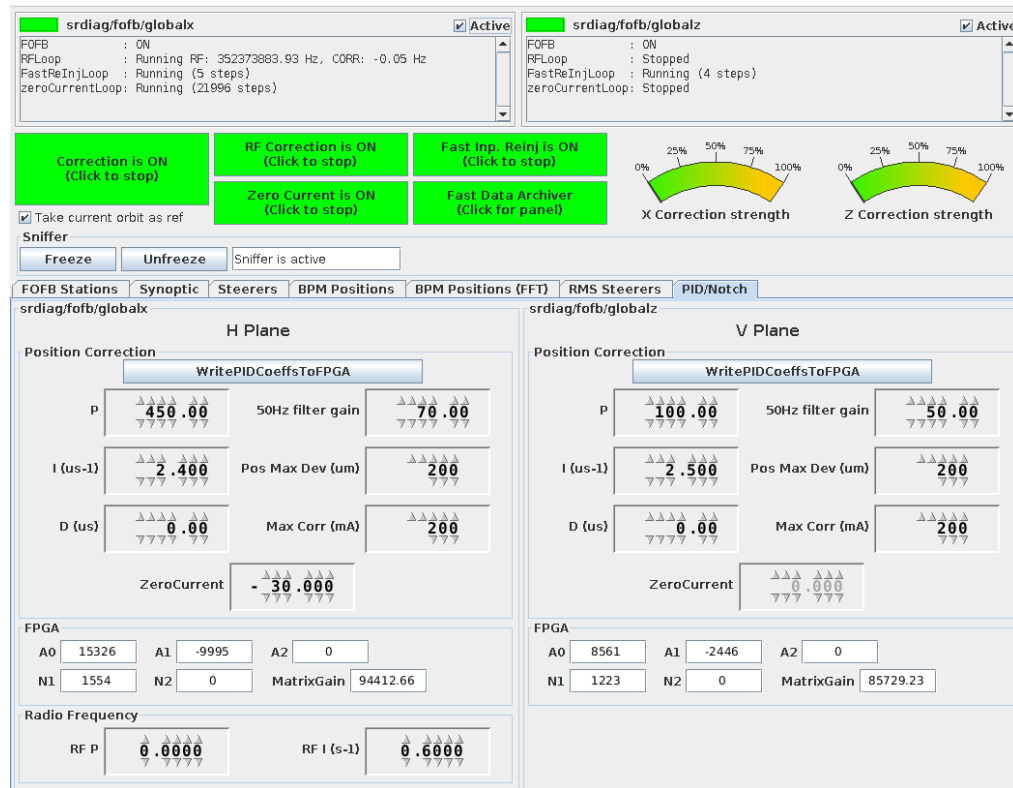 srdiag/fofb/globalx
Active
FOFB : ON
RFLoop : Running RF: 352373883.93 Hz, CORR: -0.05 Hz
FastReInjLoop : Running (5 steps)
zeroCurrentLoop: Running (21996 steps)
srdiag/fofb/globalz
Active
FOFB : ON
RFLoop : Stopped
FastReInjLoop : Running (4 steps)
zeroCurrentLoop: Stopped
Correction is ON
(Click to stop)
RF Correction is ON
(Click to stop)
Fast Inp. Reinj is ON
(Click to stop)
Zero Current is ON
(Click to stop)
Fast Data Archiver
(Click for panel)
Take current orbit as ref
0% 25% 50% 75% 100%
X Correction strength
0% 25% 50% 75% 100%
Z Correction strength
Sniffer
Freeze Unfreeze Sniffer is active
FOFB Stations Synoptic Steerers BPM Positions BPM Positions (FFT) RMS Steerers PID/Notch
srdiag/fofb/globalx
H Plane
Position Correction
WritePIDCoeffsToFPGA
P 450.00 50Hz filter gain 70.00
I (us-1) 2.400 Pos Max Dev (um) 200
D (us) 0.00 Max Corr (mA) 200
ZeroCurrent - 30.000
FPGA
A0 15326 A1 -9995 A2 0
N1 1554 N2 0 MatrixGain 94412.66
Radio Frequency
RF P 0.0000 RF I (s-1) 0.6000
srdiag/fofb/globalz
V Plane
Position Correction
WritePIDCoeffsToFPGA
P 100.00 50Hz filter gain 50.00
I (us-1) 2.500 Pos Max Dev (um) 200
D (us) 0.00 Max Corr (mA) 200
ZeroCurrent 0.000
FPGA
A0 8561 A1 -2446 A2 0
N1 1223 N2 0 MatrixGain 85729.23